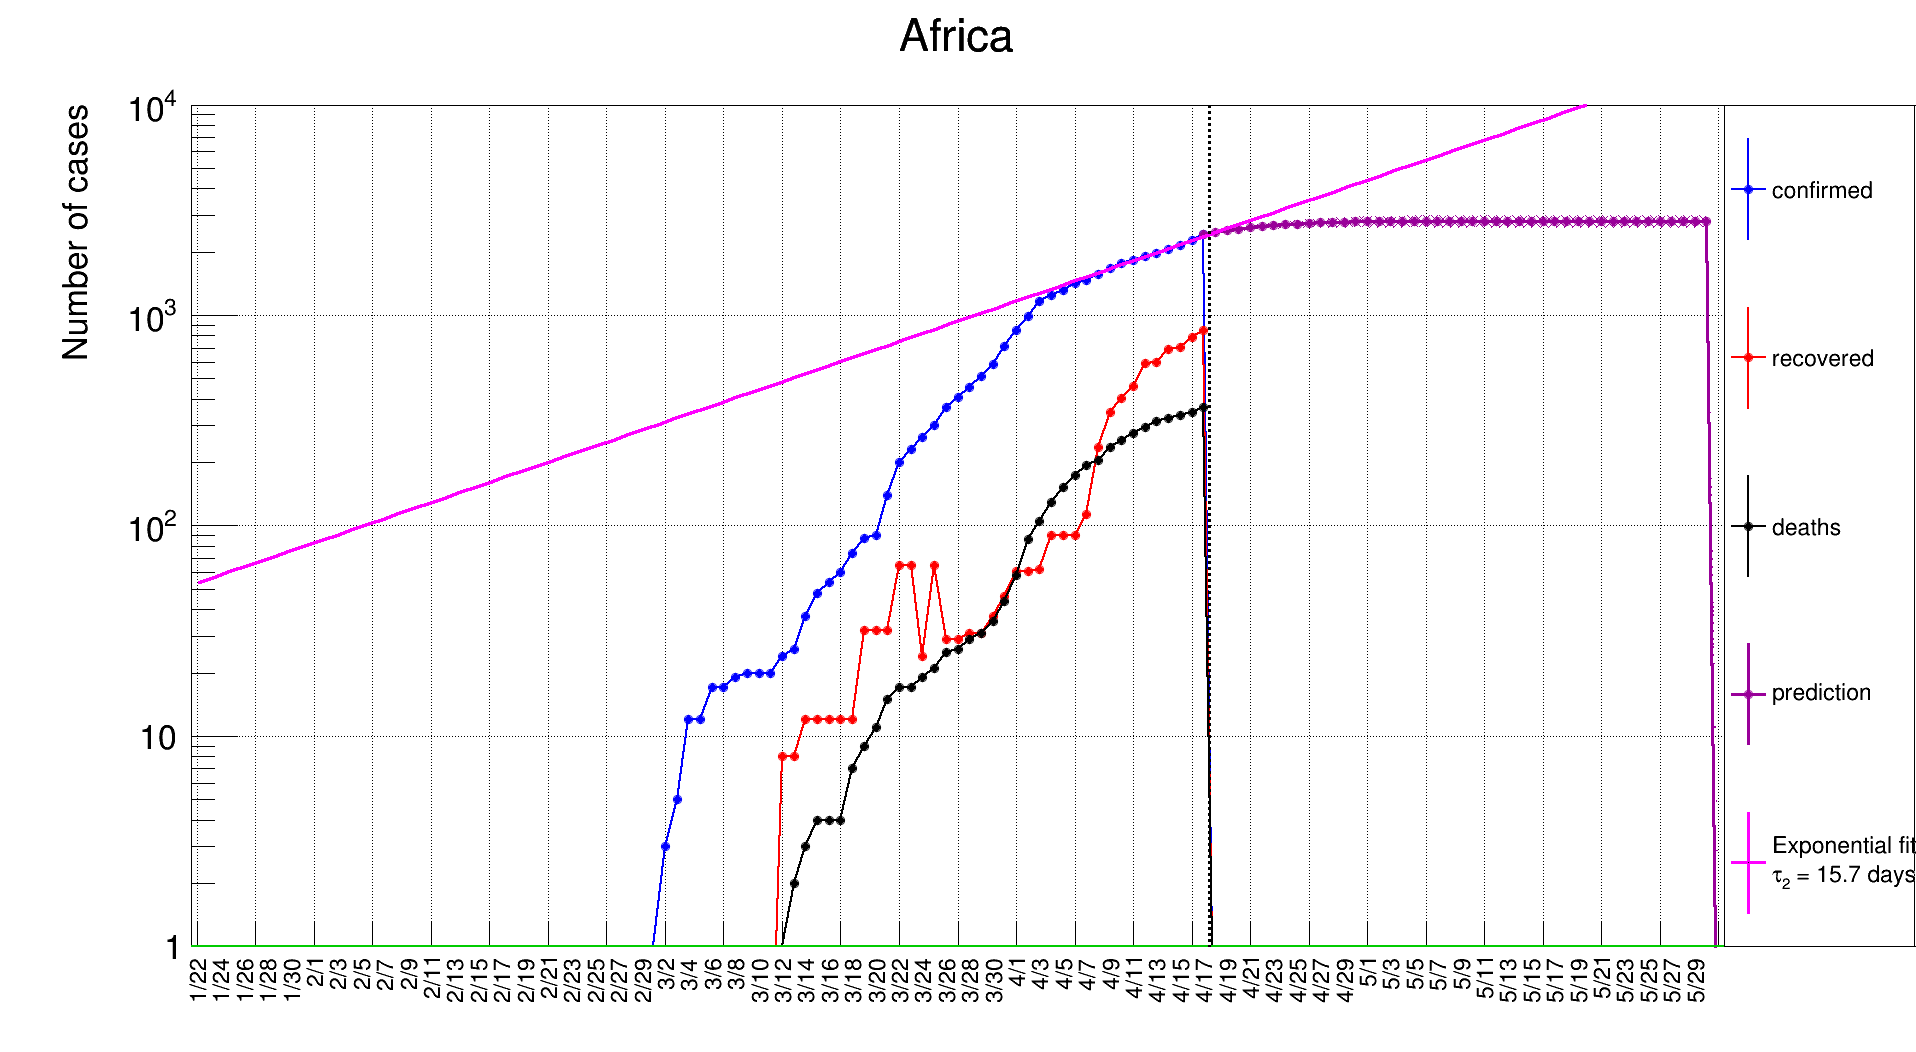 Africa
Number of cases
10⁴
10³
10²
10
1
1/22 1/24 1/26 1/28 1/30 2/1 2/3 2/5 2/7 2/9 2/11 2/13 2/15 2/17 2/19 2/21 2/23 2/25 2/27 2/29 3/2 3/4 3/6 3/8 3/10 3/12 3/14 3/16 3/18 3/20 3/22 3/24 3/26 3/28 3/30 4/1 4/3 4/5 4/7 4/9 4/11 4/13 4/15 4/17 4/19 4/21 4/23 4/25 4/27 4/29 5/1 5/3 5/5 5/7 5/9 5/11 5/13 5/15 5/17 5/19 5/21 5/23 5/25 5/27 5/29
confirmed
recovered
deaths
prediction
Exponential fit
τ₂ = 15.7 days